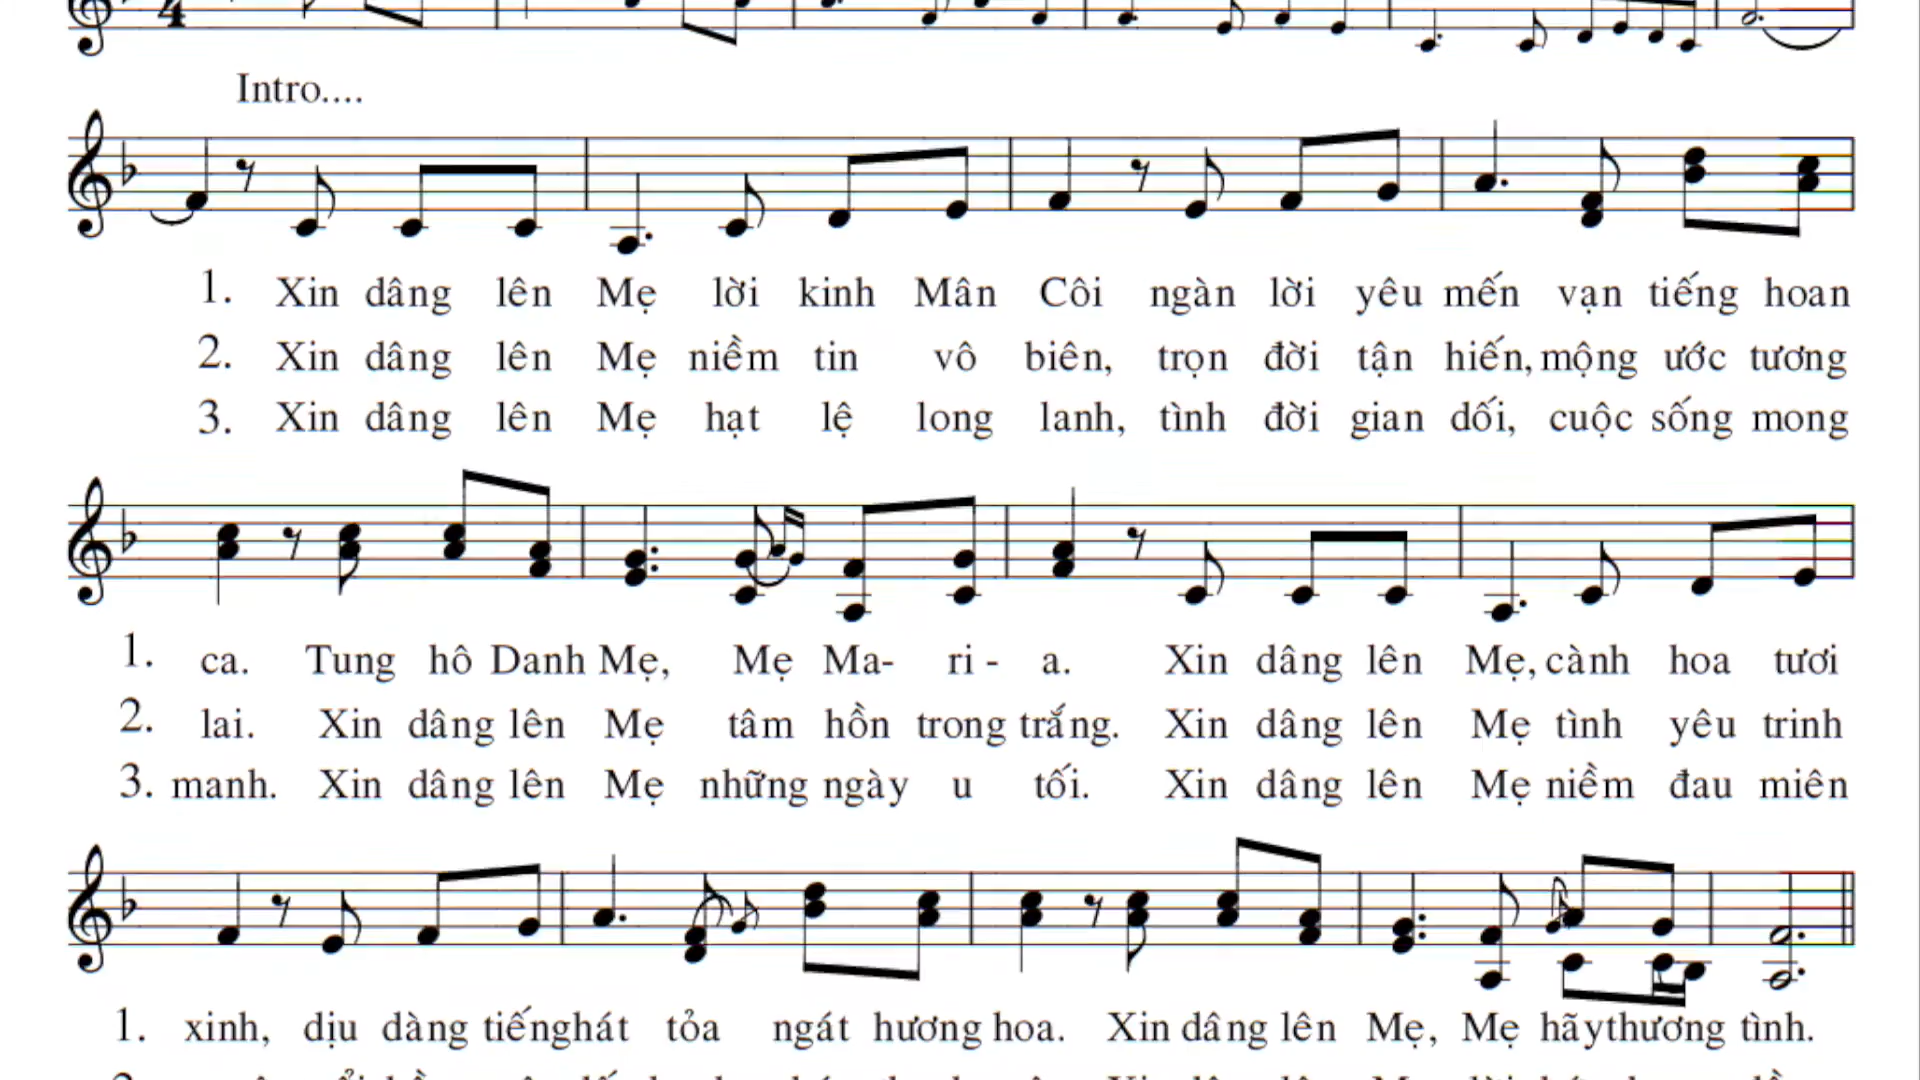 4
Intro....
1. Xin dâng lên Mẹ lời kinh Mân Côi ngàn lời yêu mến vạn tiếng hoan
2. Xin dâng lên Mẹ niềm tin vô biên, trọn đời tận hiến, mộng ước tương
3. Xin dâng lên Mẹ hạt lệ long lanh, tình đời gian dối, cuộc sống mong
1. ca. Tung hô Danh Mẹ, Mẹ Ma- ri - a. Xin dâng lên Mẹ, cành hoa tươi
2. lai. Xin dâng lên Mẹ tâm hồn trong trắng. Xin dâng lên Mẹ tình yêu trinh
3. manh. Xin dâng lên Mẹ những ngày u tối. Xin dâng lên Mẹ niềm đau miên
1. xinh, dịu dàng tiếnghát tỏa ngát hương hoa. Xin dâng lên Mẹ, Mẹ hãythương tình.